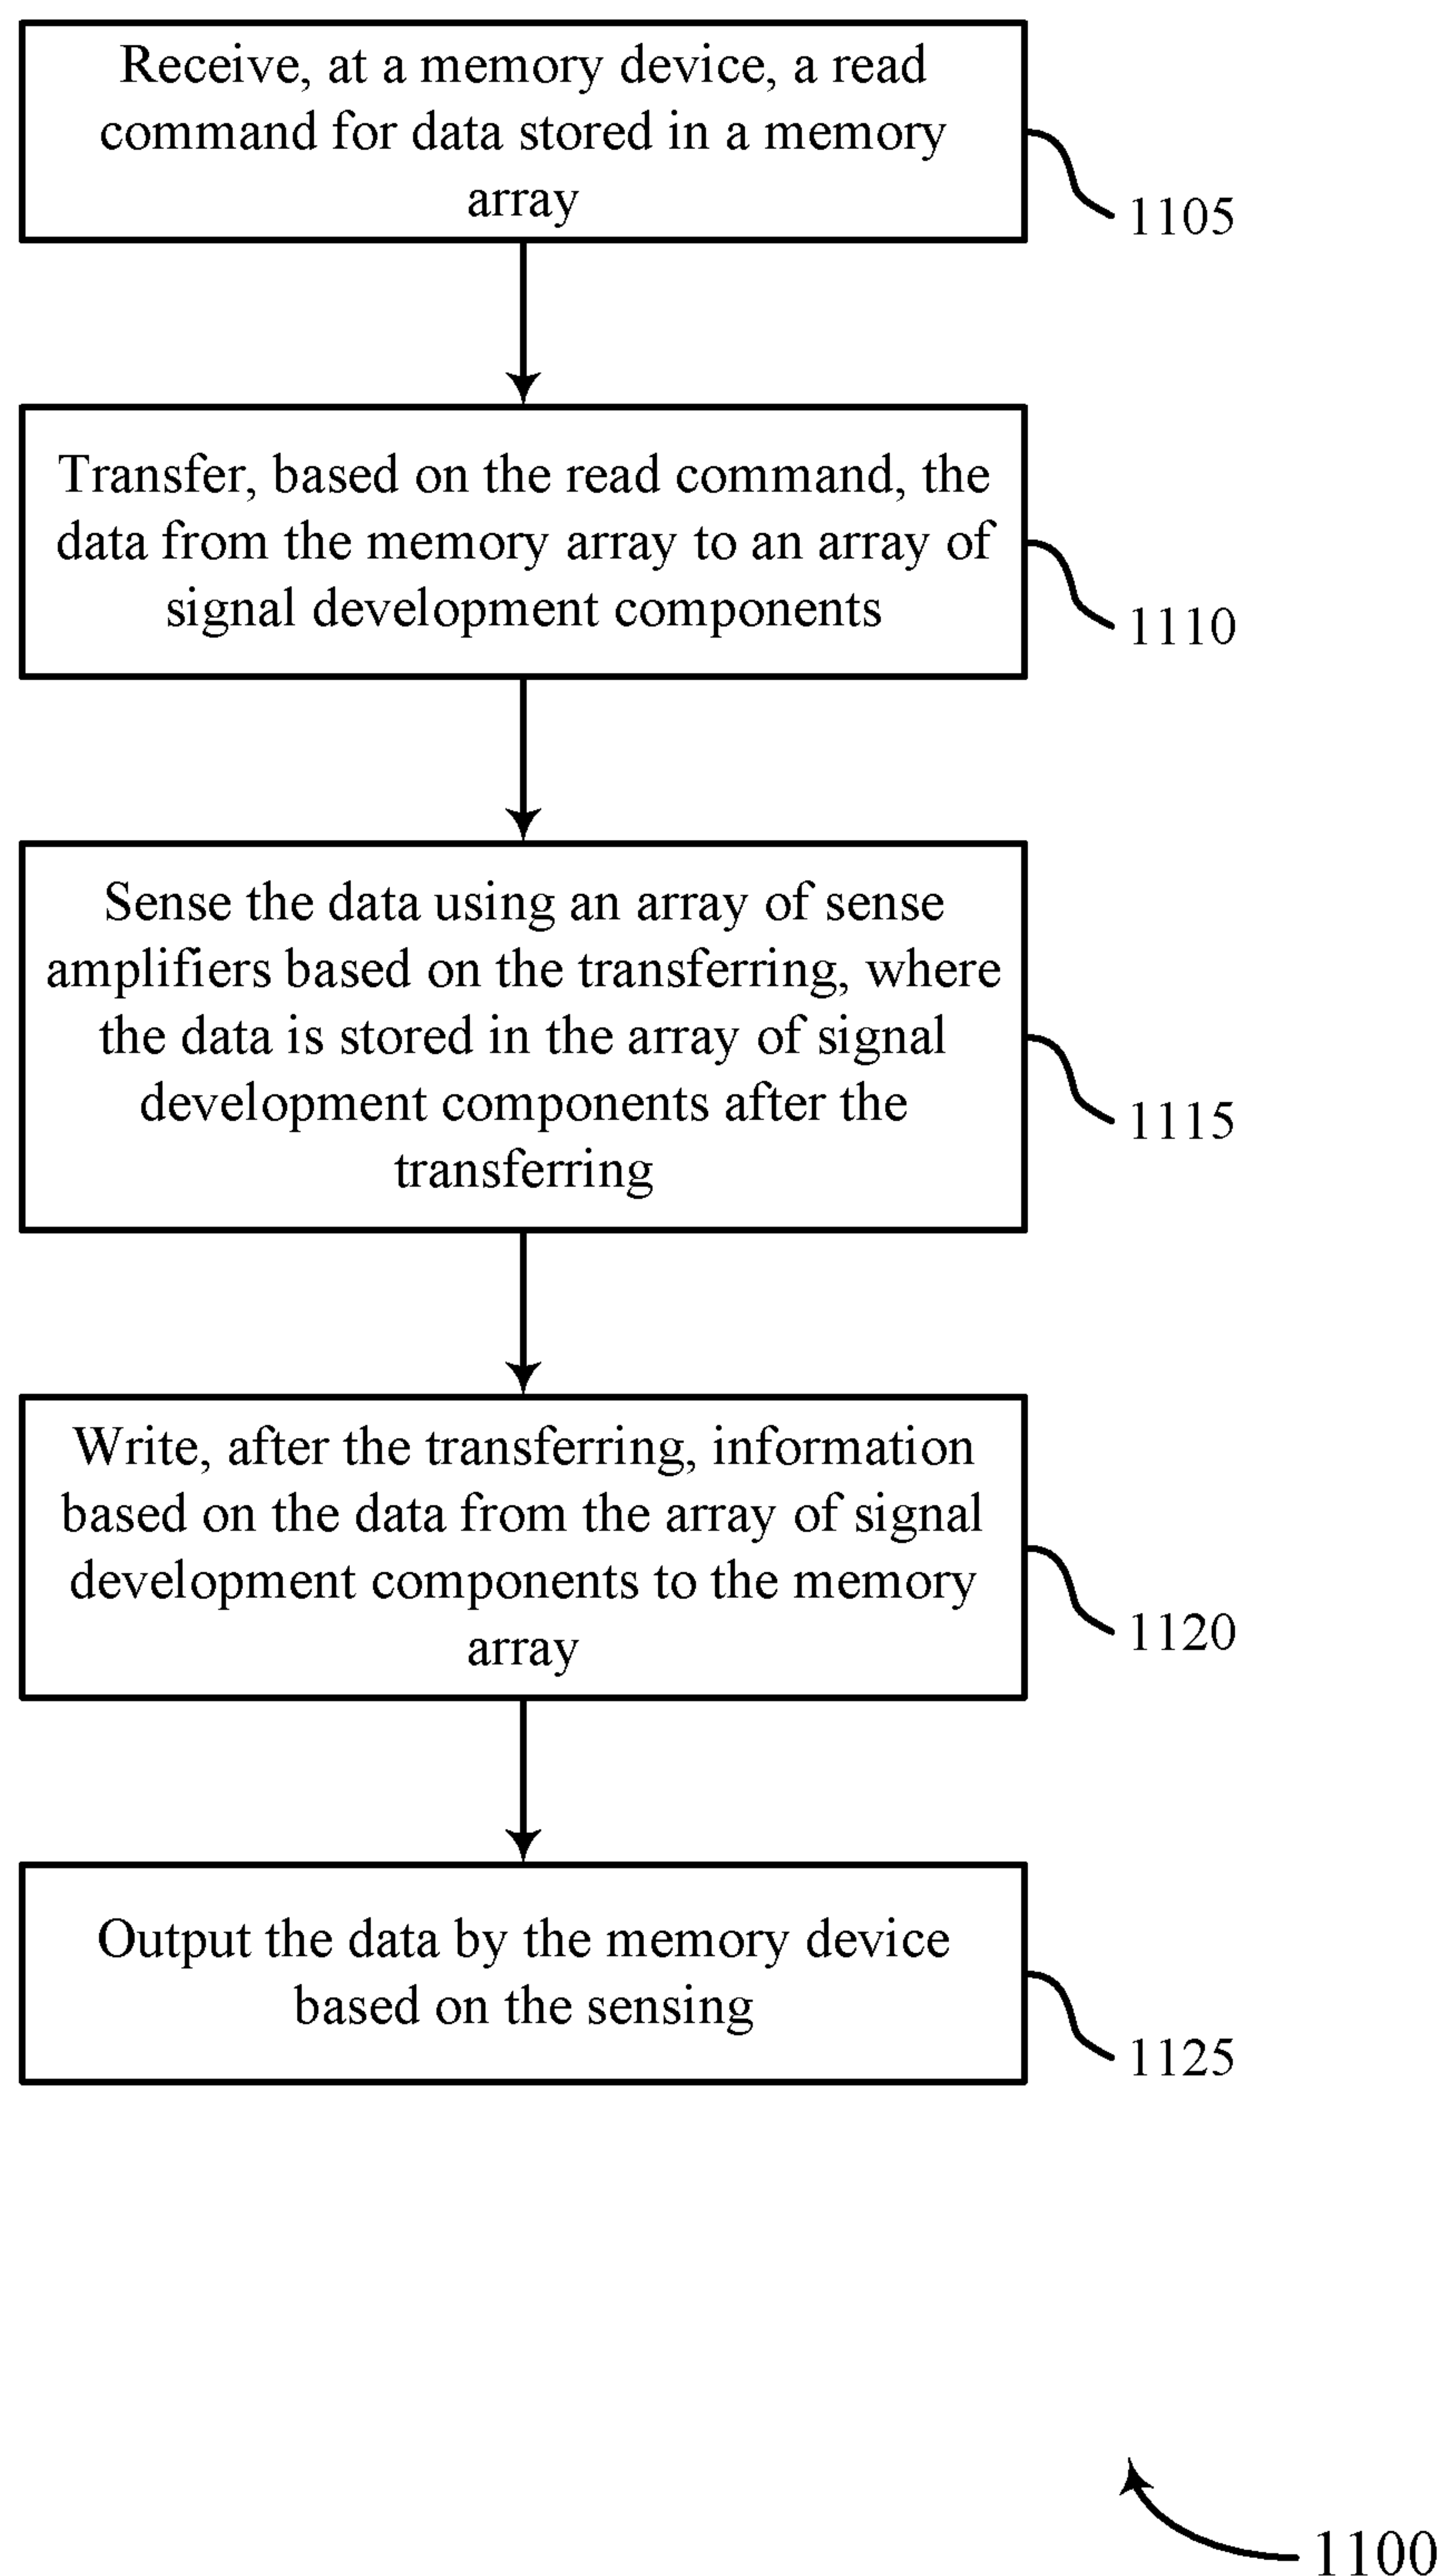 Receive, at a memory device, a read
command for data stored in a memory
array
1105
Transfer, based on the read command, the
data from the memory array to an array of
signal development components
1110
Sense the data using an array of sense
amplifiers based on the transferring, where
the data is stored in the array of signal
development components after the
transferring
1115
Write, after the transferring, information
based on the data from the array of signal
development components to the memory
array
1120
Output the data by the memory device
based on the sensing
1125
1100